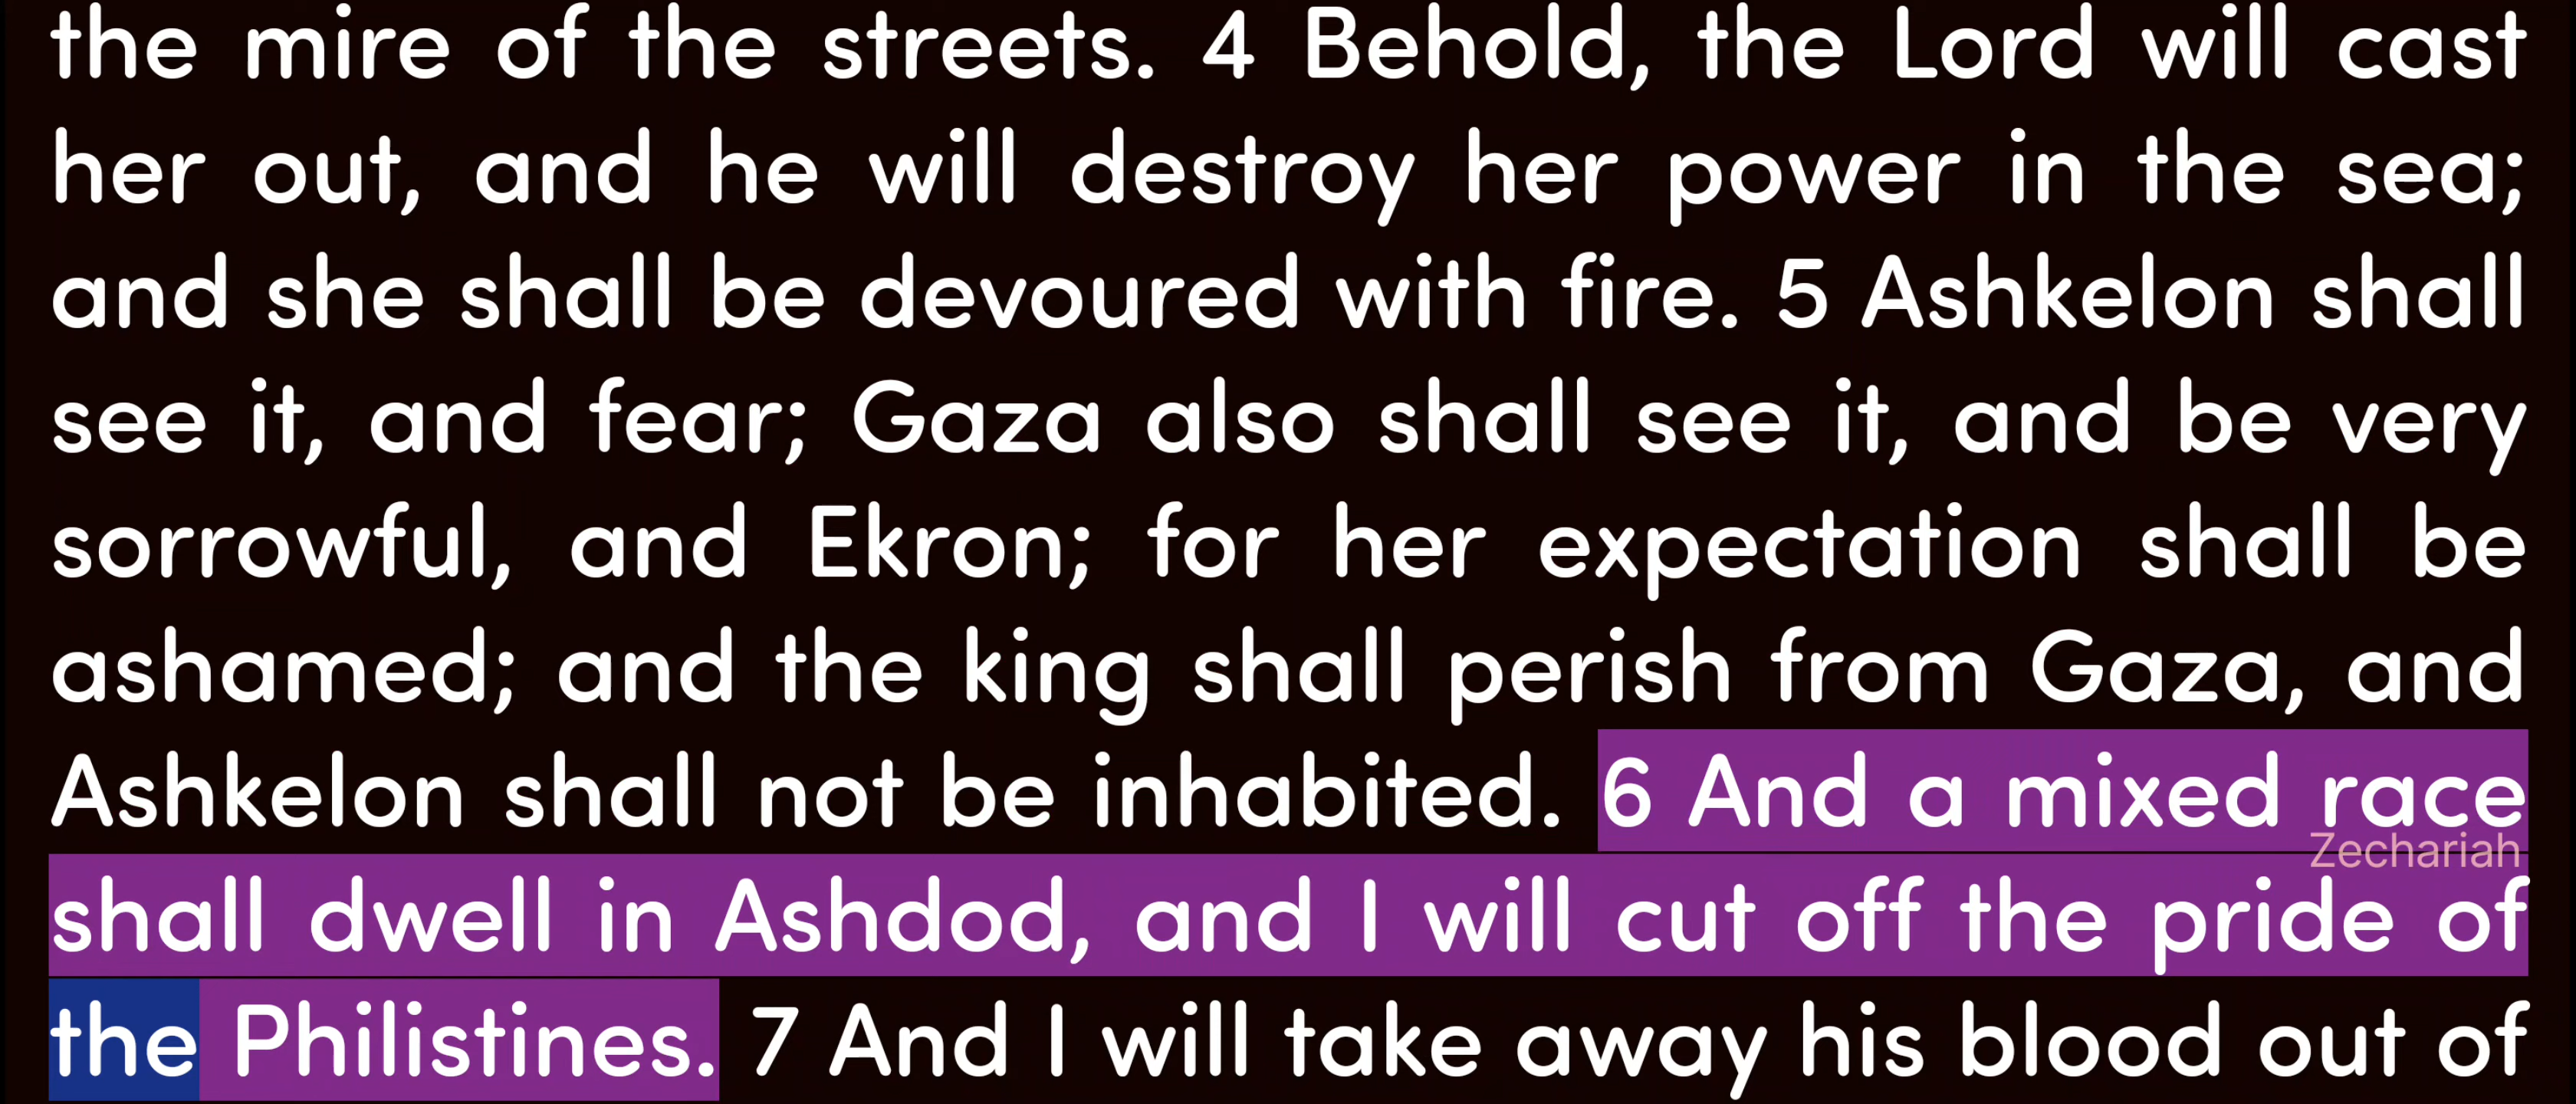 the mire of the streets. 4 Behold, the Lord will cast
her out, and he will destroy her power in the sea;
and she shall be devoured with fire. 5 Ashkelon shall
see it, and fear; Gaza also shall see it, and be very
sorrowful, and Ekron; for her expectation shall be
ashamed; and the king shall perish from Gaza, and
Ashkelon shall not be inhabited. 6 And a mixed race
Zechariah
shall dwell in Ashdod, and I will cut off the pride of
the Philistines. 7 And I will take away his blood out of